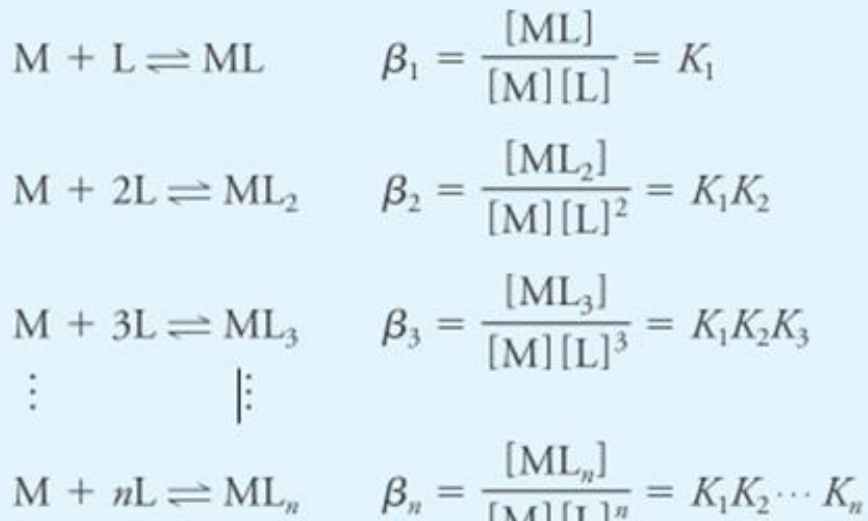 M + L ⇌ ML β₁ = [ML] / [M][L] = K₁
M + 2L ⇌ ML₂ β₂ = [ML₂] / [M][L]² = K₁K₂
M + 3L ⇌ ML₃ β₃ = [ML₃] / [M][L]³ = K₁K₂K₃
⋮ ⋮
M + nL ⇌ MLₙ βₙ = [MLₙ] / [M][L]ⁿ = K₁K₂⋯Kₙ